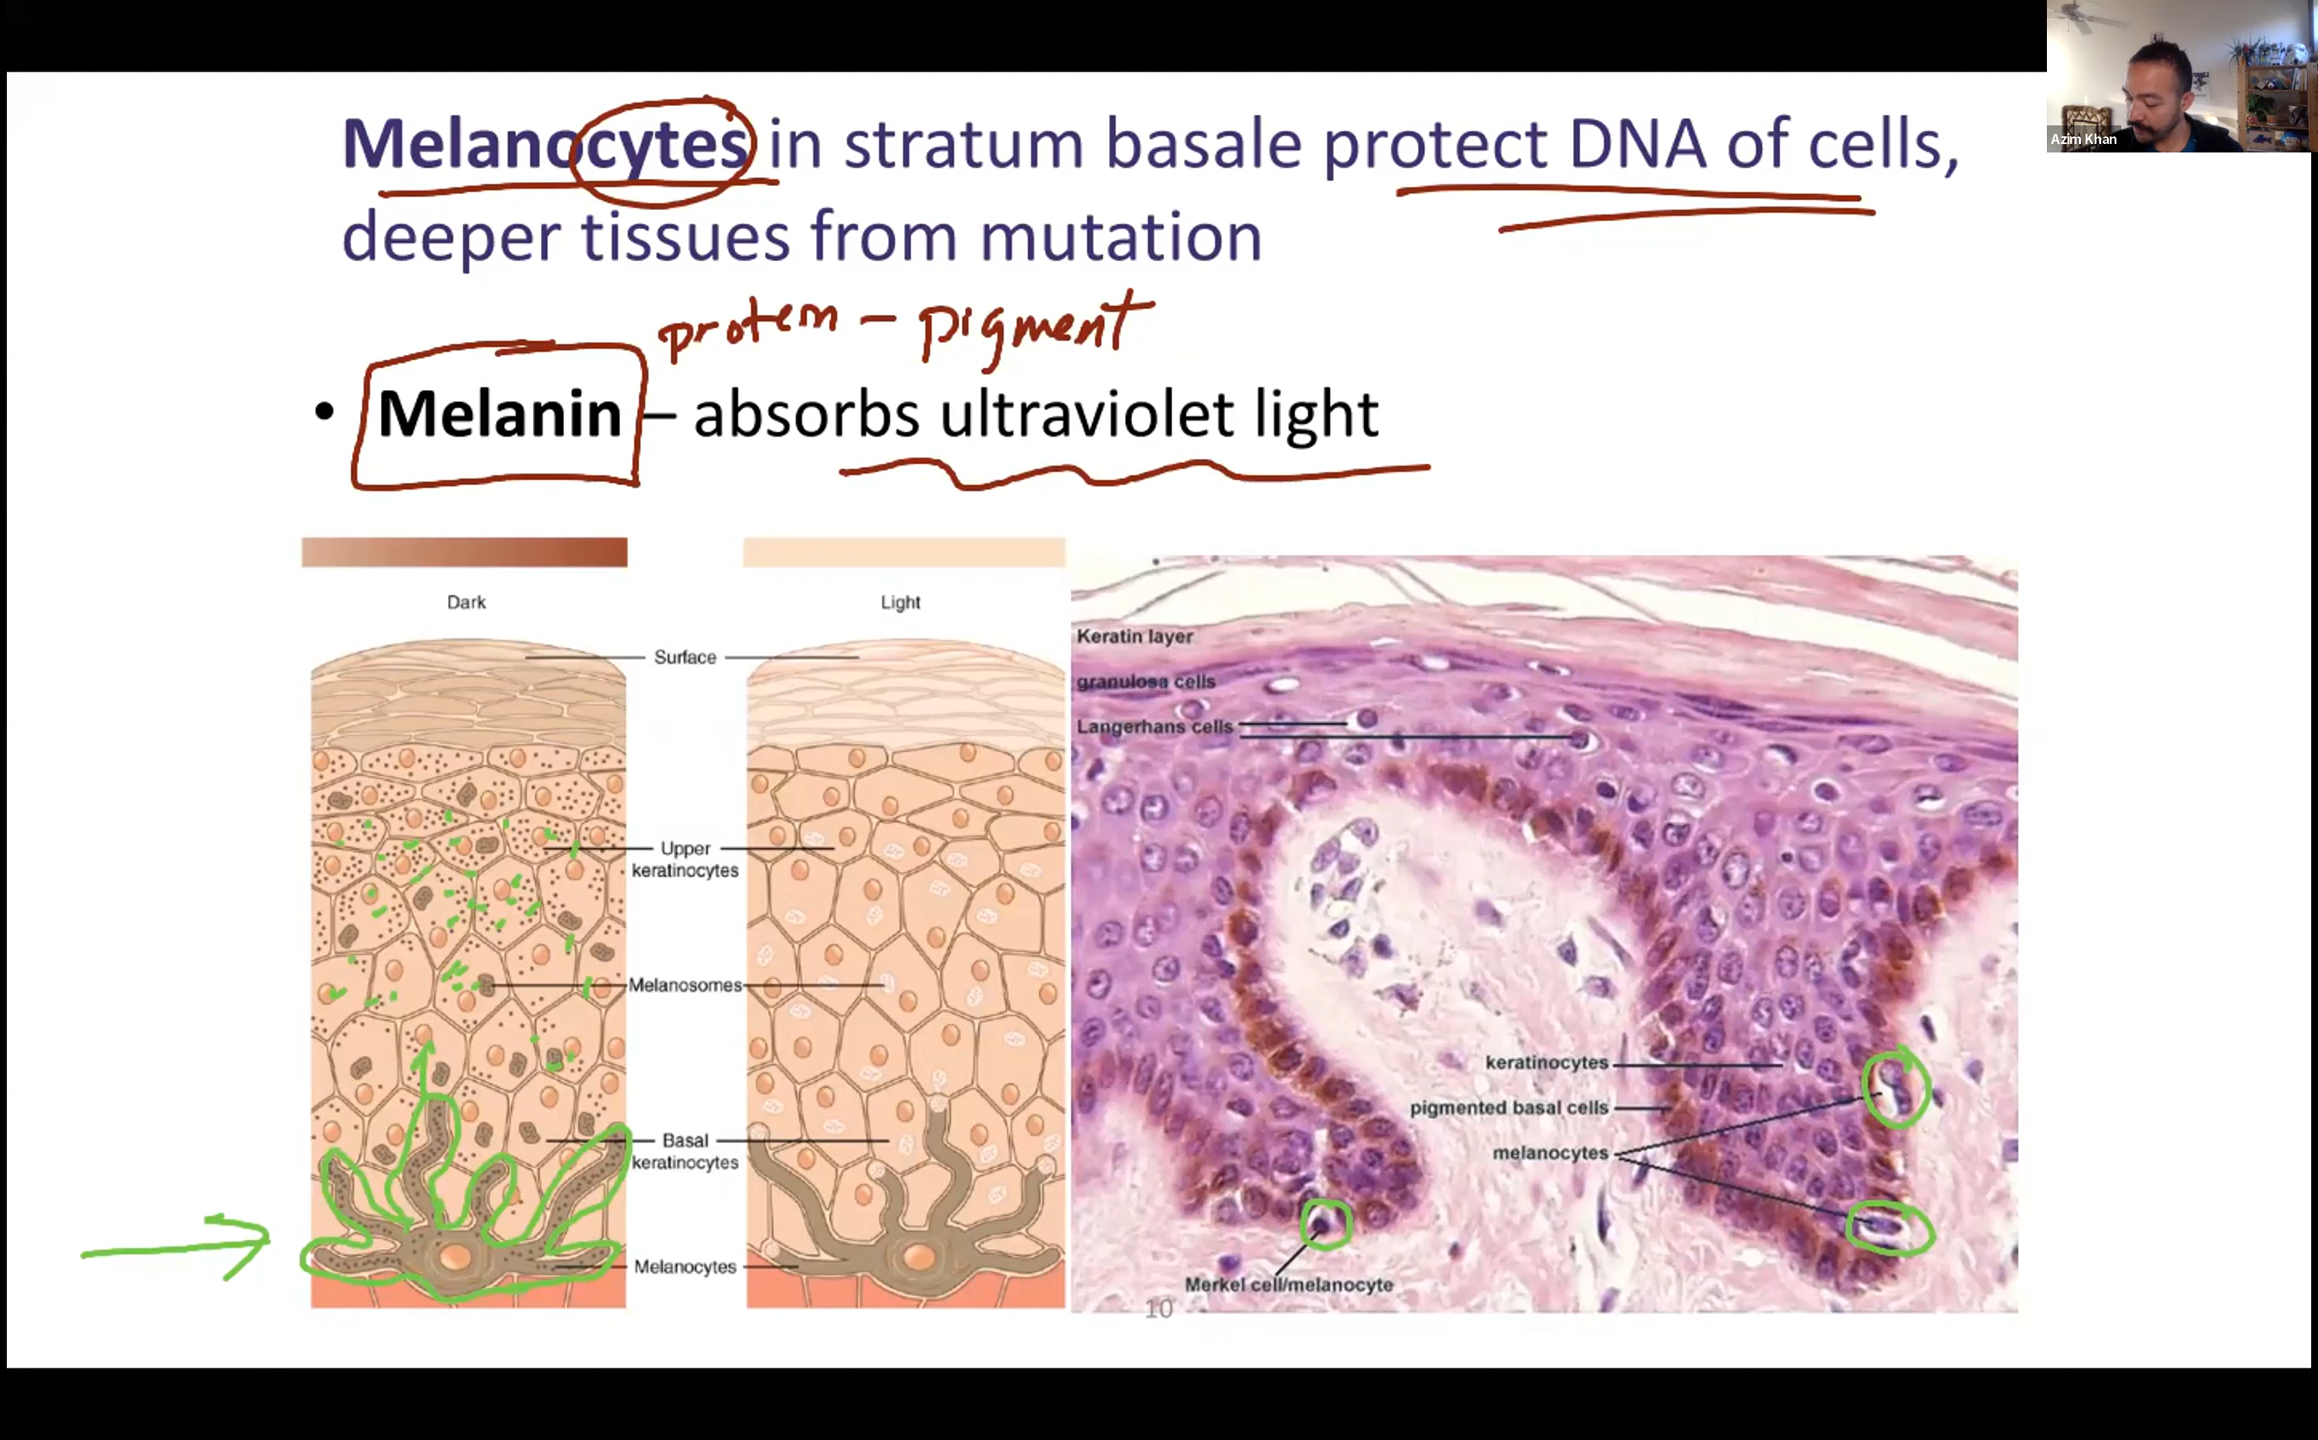 Azim Khan
Melanocytes in stratum basale protect DNA of cells,
deeper tissues from mutation
protein – pigment
• Melanin – absorbs ultraviolet light
Dark
Light
Surface
Upper
keratinocytes
Melanosomes
Basal
keratinocytes
Melanocytes
Keratin layer
granulosa cells
Langerhans cells
keratinocytes
pigmented basal cells
melanocytes
Merkel cell/melanocyte
10